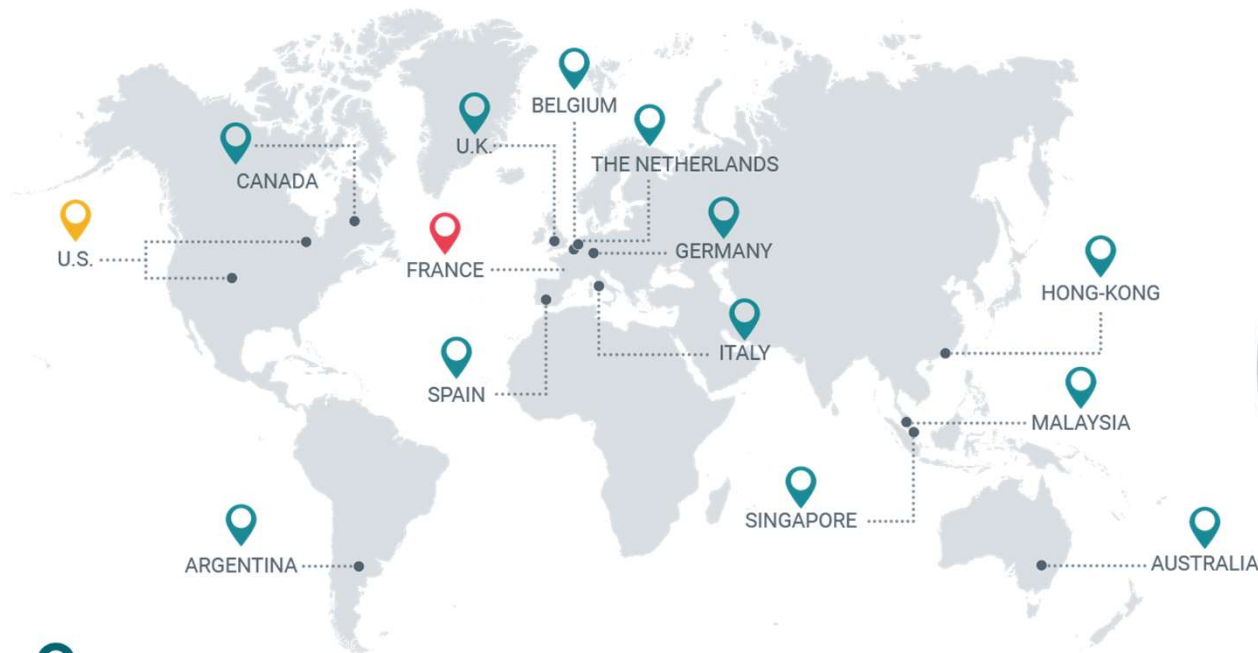 BELGIUM
U.K.
THE NETHERLANDS
CANADA
U.S.
FRANCE
GERMANY
HONG-KONG
ITALY
SPAIN
MALAYSIA
SINGAPORE
ARGENTINA
AUSTRALIA